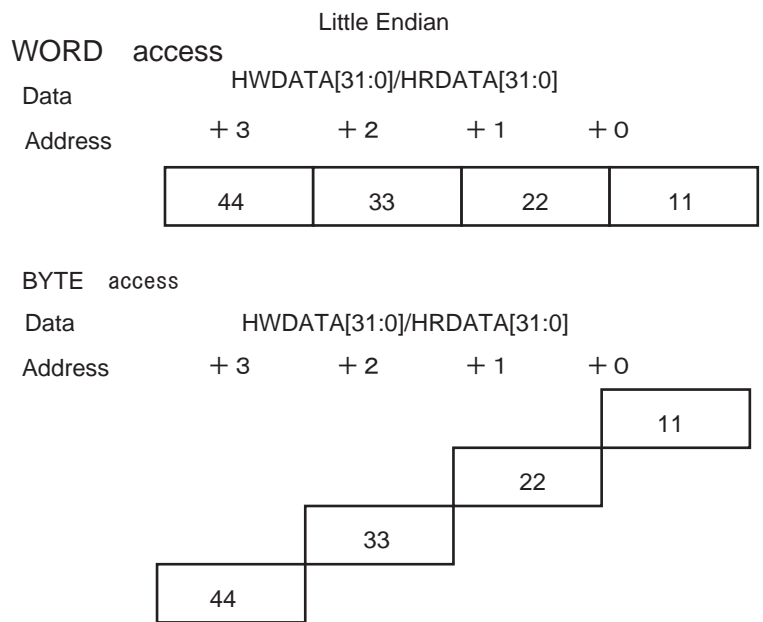 Little Endian
WORD access
Data HWDATA[31:0]/HRDATA[31:0]
Address +3 +2 +1 +0
44 33 22 11
BYTE access
Data HWDATA[31:0]/HRDATA[31:0]
Address +3 +2 +1 +0
11
22
33
44